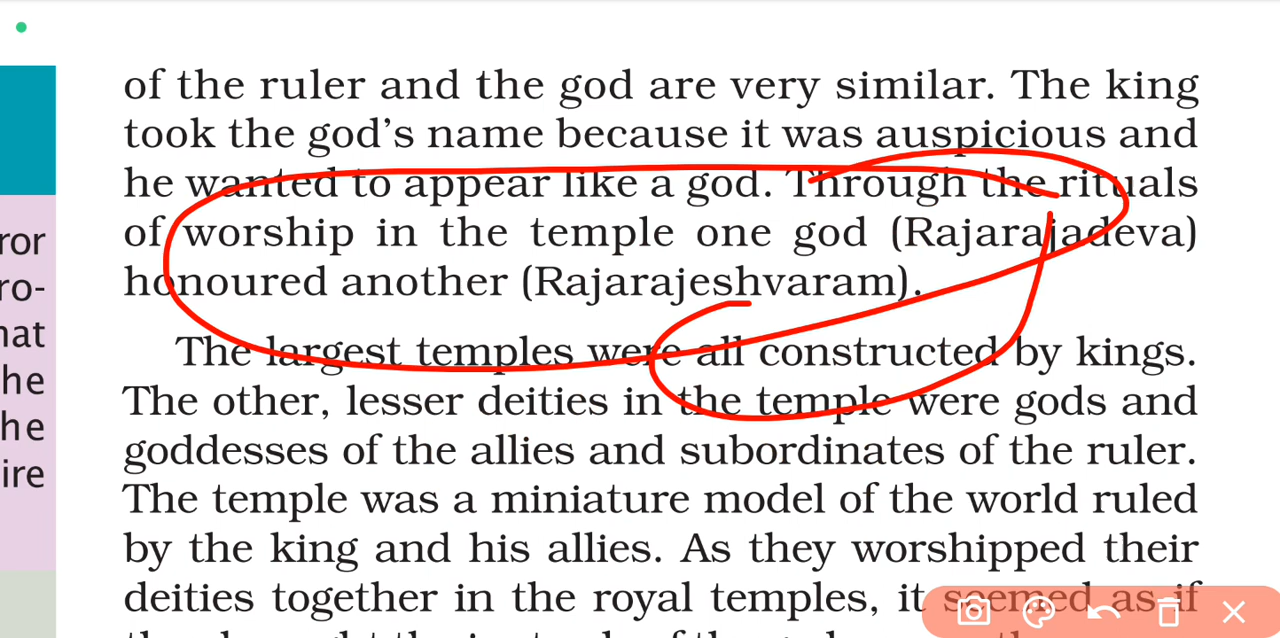 of the ruler and the god are very similar. The king
took the god's name because it was auspicious and
he wanted to appear like a god. Through the rituals
of worship in the temple one god (Rajarajadeva)
honoured another (Rajarajeshvaram).
The largest temples were all constructed by kings.
The other, lesser deities in the temple were gods and
goddesses of the allies and subordinates of the ruler.
The temple was a miniature model of the world ruled
by the king and his allies. As they worshipped their
deities together in the royal temples, it seemed as if
ror
ro-
hat
he
he
ire